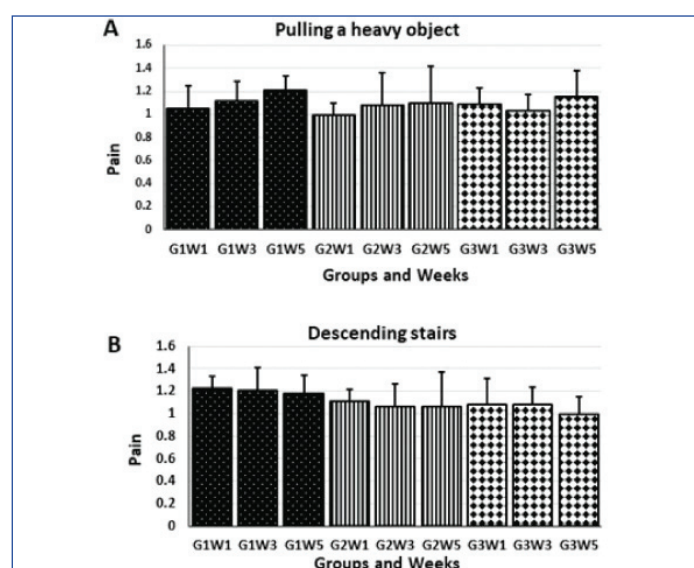 A
Pulling a heavy object
1.6
1.4
1.2
1
0.8
0.6
0.4
0.2
0
Pain
G1W1 G1W3 G1W5 G2W1 G2W3 G2W5 G3W1 G3W3 G3W5
Groups and Weeks
B
Descending stairs
1.6
1.4
1.2
1
0.8
0.6
0.4
0.2
0
Pain
G1W1 G1W3 G1W5 G2W1 G2W3 G2W5 G3W1 G3W3 G3W5
Groups and Weeks